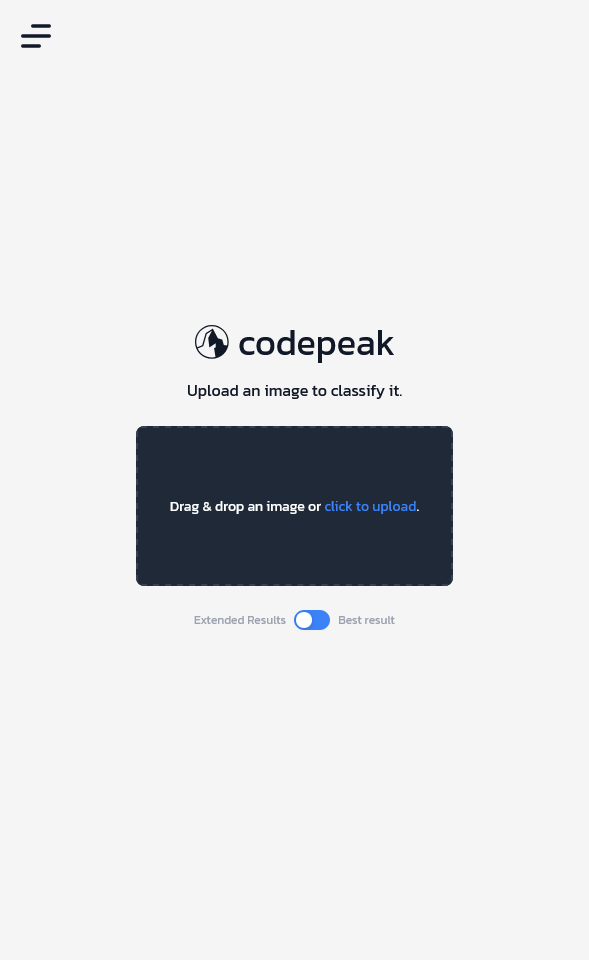 codepeak
Upload an image to classify it.
Drag & drop an image or click to upload.
Extended Results Best result